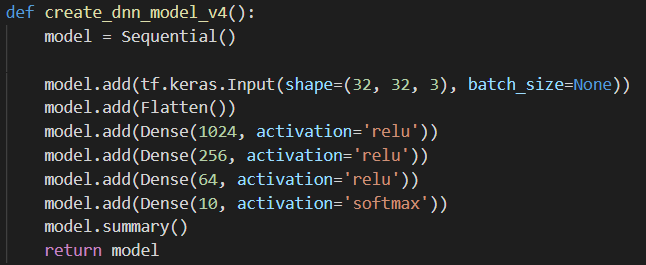 def create_dnn_model_v4():
    model = Sequential()

    model.add(tf.keras.Input(shape=(32, 32, 3), batch_size=None))
    model.add(Flatten())
    model.add(Dense(1024, activation='relu'))
    model.add(Dense(256, activation='relu'))
    model.add(Dense(64, activation='relu'))
    model.add(Dense(10, activation='softmax'))
    model.summary()
    return model